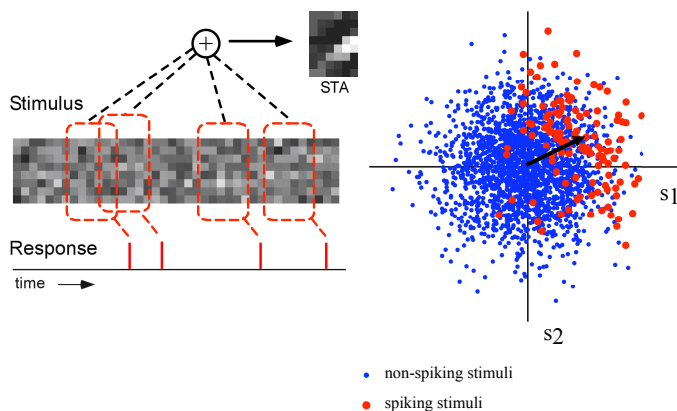 STA
Stimulus
Response
time
s1
s2
non-spiking stimuli
spiking stimuli